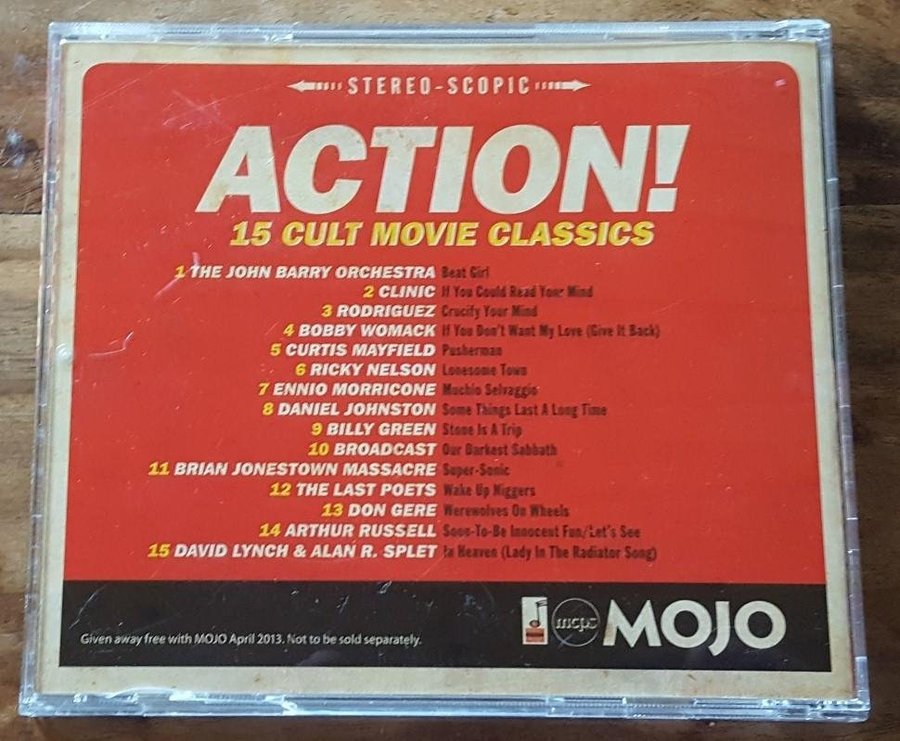 STEREO-SCOPIC
ACTION!
15 CULT MOVIE CLASSICS
1 THE JOHN BARRY ORCHESTRA Beat Girl
2 CLINIC If You Could Read Your Mind
3 RODRIGUEZ Crucify Your Mind
4 BOBBY WOMACK If You Don't Want My Love (Give It Back)
5 CURTIS MAYFIELD Pusherman
6 RICKY NELSON Lonesome Town
7 ENNIO MORRICONE Muchio Selvaggio
8 DANIEL JOHNSTON Some Things Last A Long Time
9 BILLY GREEN Stone Is A Trip
10 BROADCAST Our Darkest Sabbath
11 BRIAN JONESTOWN MASSACRE Super-Sonic
12 THE LAST POETS Wake Up Niggers
13 DON GERE Werewolves On Wheels
14 ARTHUR RUSSELL Soon-To-Be Innocent Fun/Let's See
15 DAVID LYNCH & ALAN R. SPLET In Heaven (Lady In The Radiator Song)
Given away free with MOJO April 2013. Not to be sold separately.
mcps MOJO